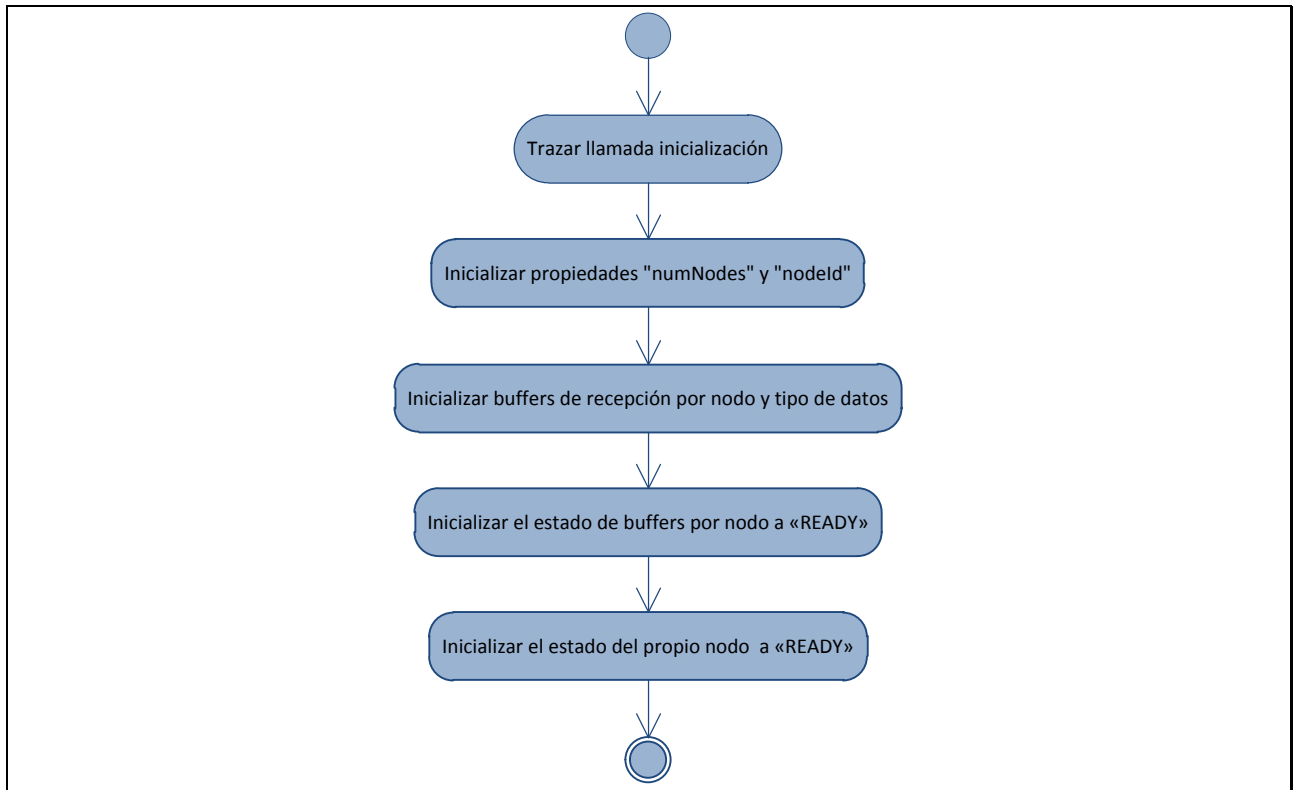 Trazar llamada inicialización
Inicializar propiedades "numNodes" y "nodeId"
Inicializar buffers de recepción por nodo y tipo de datos
Inicializar el estado de buffers por nodo a «READY»
Inicializar el estado del propio nodo  a «READY»